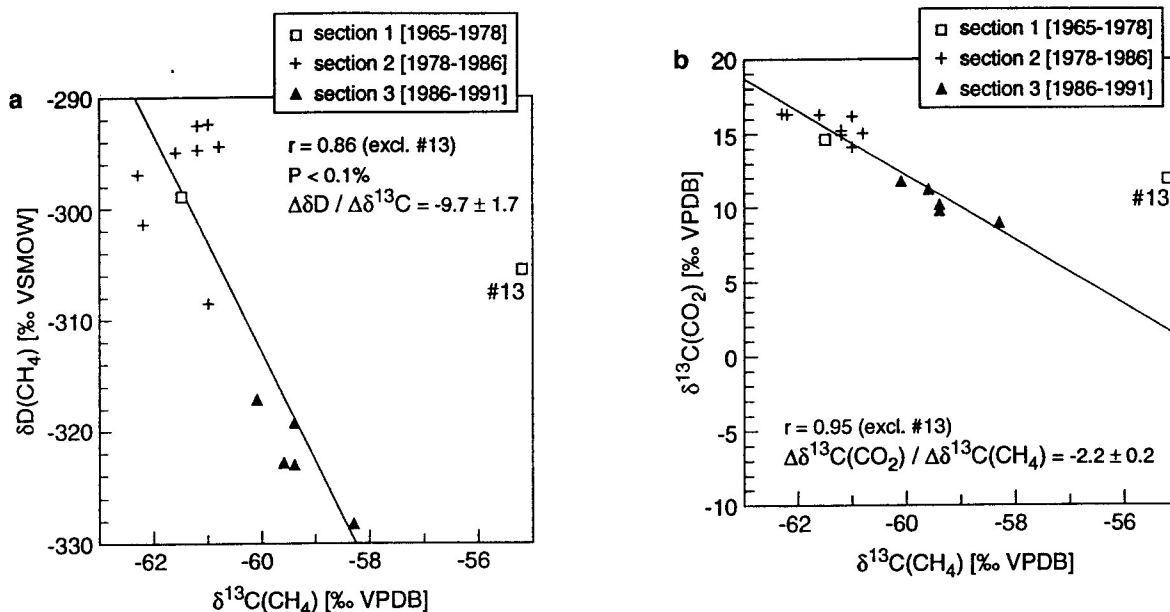 a
□ section 1 [1965-1978]
+ section 2 [1978-1986]
▲ section 3 [1986-1991]
r = 0.86 (excl. #13)
P < 0.1%
ΔδD / Δδ¹³C = -9.7 ± 1.7
#13
-290
-300
-310
-320
-330
δD(CH₄) [‰ VSMOW]
-62
-60
-58
-56
δ¹³C(CH₄) [‰ VPDB]
b
□ section 1 [1965-1978]
+ section 2 [1978-1986]
▲ section 3 [1986-1991]
#13
r = 0.95 (excl. #13)
Δδ¹³C(CO₂) / Δδ¹³C(CH₄) = -2.2 ± 0.2
20
15
10
5
0
-5
-10
δ¹³C(CO₂) [‰ VPDB]
-62
-60
-58
-56
δ¹³C(CH₄) [‰ VPDB]